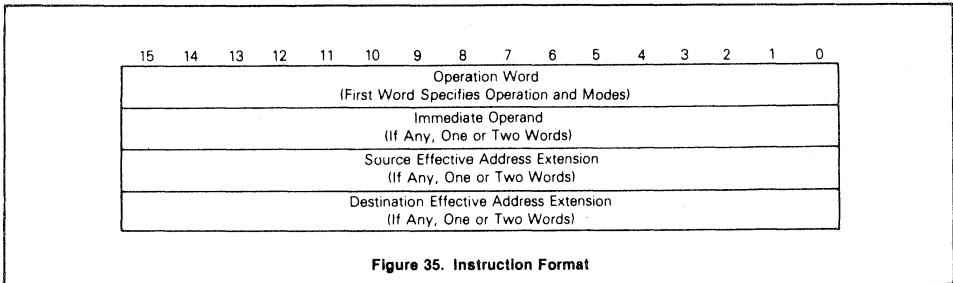 15 14 13 12 11 10 9 8 7 6 5 4 3 2 1 0
Operation Word
(First Word Specifies Operation and Modes)
Immediate Operand
(If Any, One or Two Words)
Source Effective Address Extension
(If Any, One or Two Words)
Destination Effective Address Extension
(If Any, One or Two Words)
Figure 35. Instruction Format